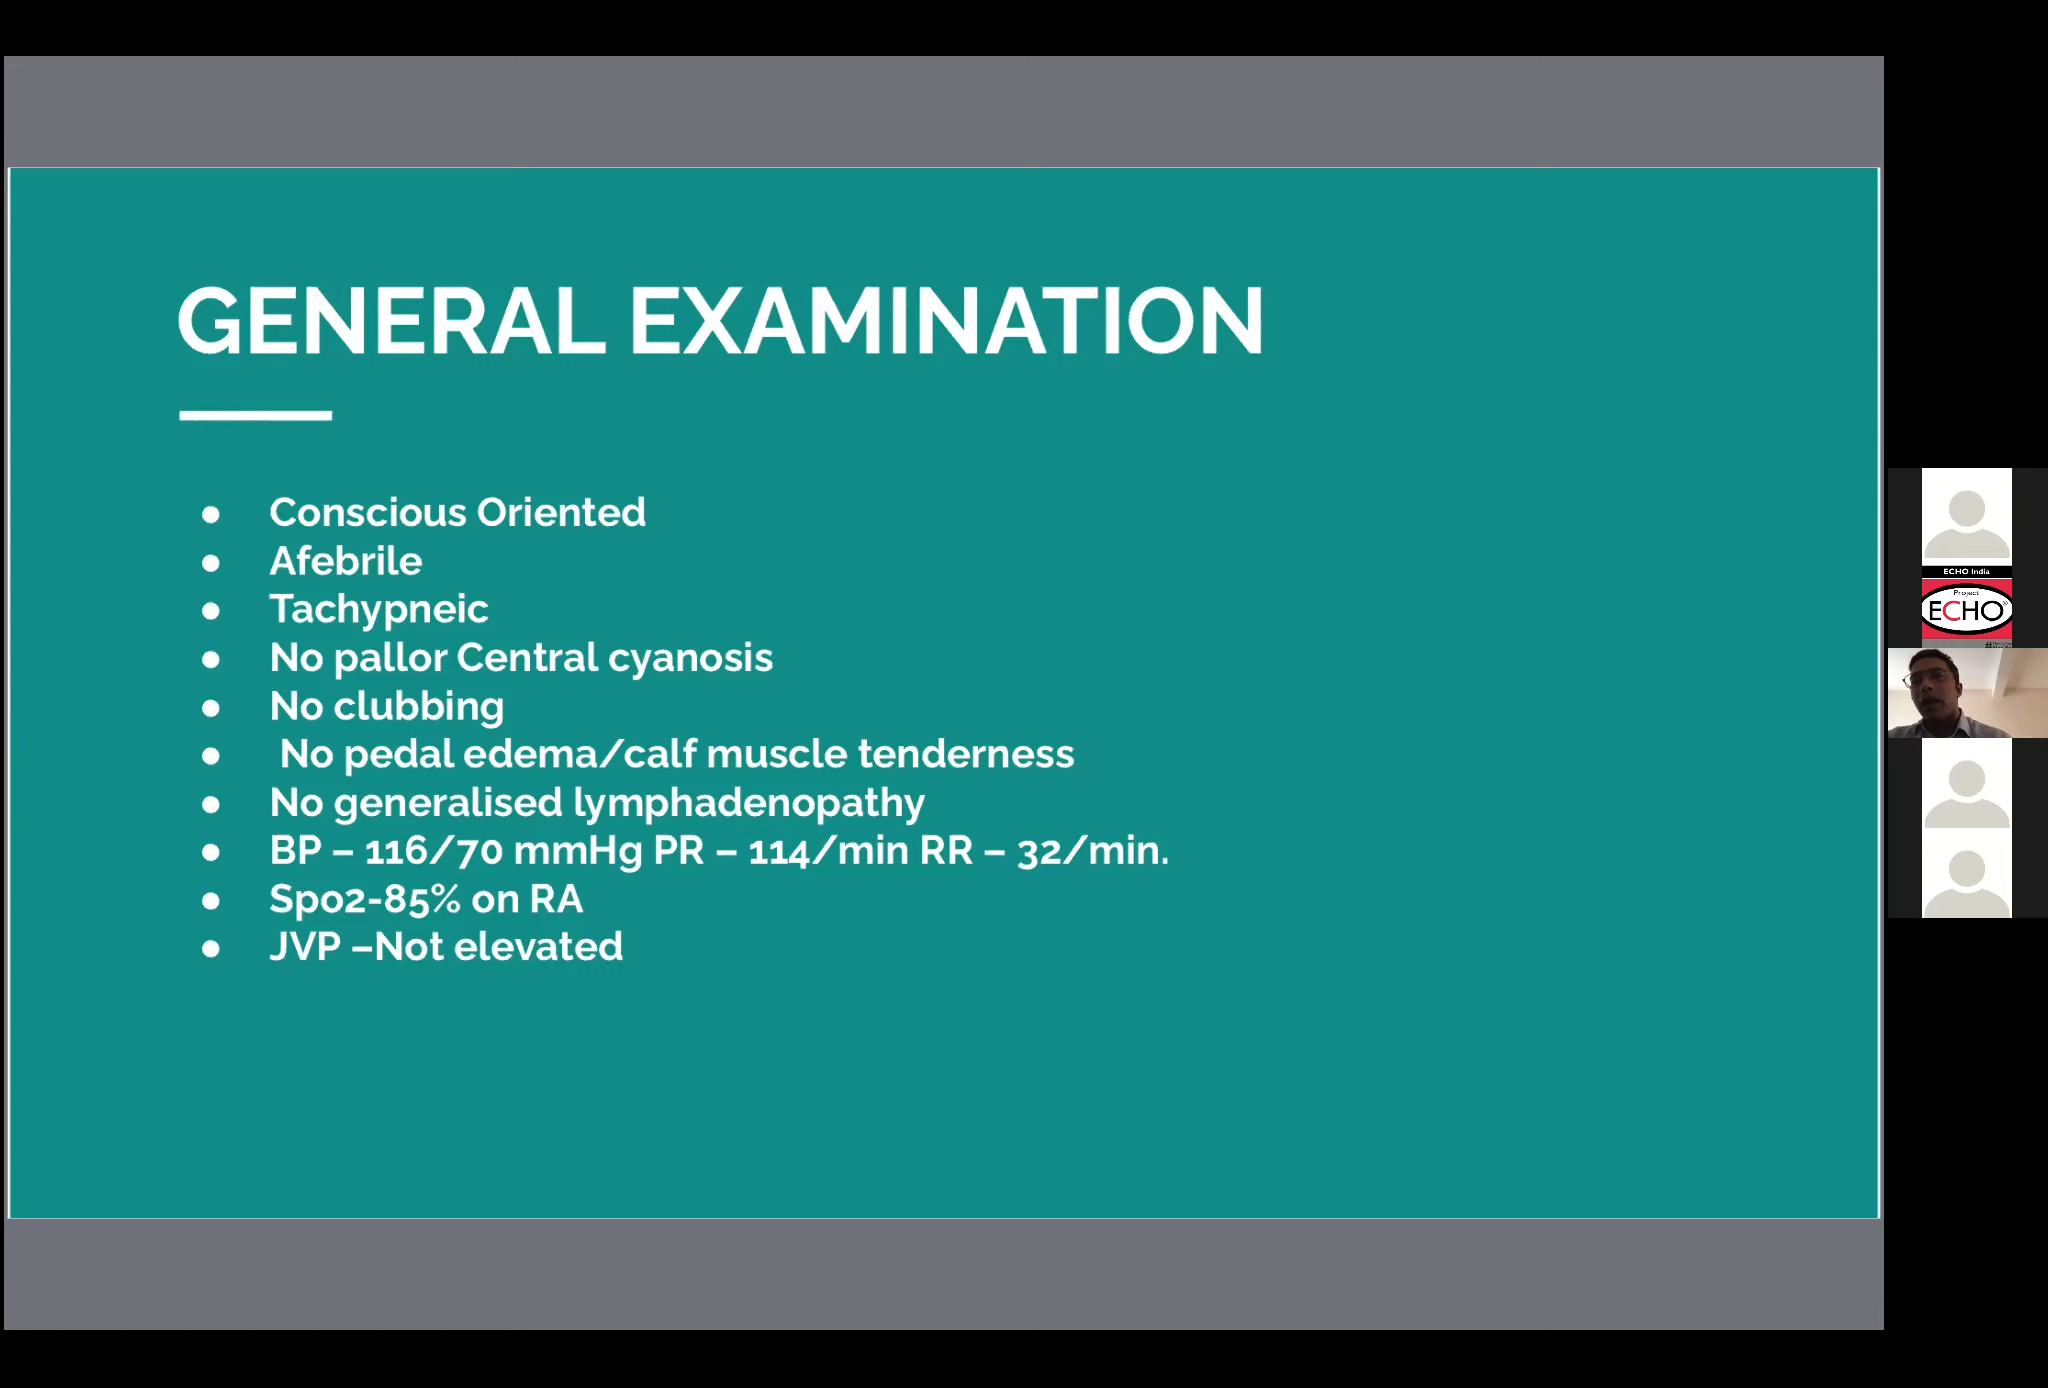 GENERAL EXAMINATION
● Conscious Oriented
● Afebrile
● Tachypneic
● No pallor Central cyanosis
● No clubbing
● No pedal edema/calf muscle tenderness
● No generalised lymphadenopathy
● BP – 116/70 mmHg PR – 114/min RR – 32/min.
● Spo2-85% on RA
● JVP –Not elevated
ECHO India
Project
ECHO®